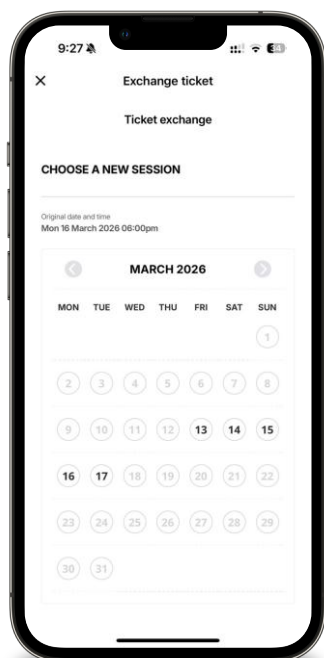 9:27
Exchange ticket
Ticket exchange
CHOOSE A NEW SESSION
Original date and time
Mon 16 March 2026 06:00pm
MARCH 2026
MON TUE WED THU FRI SAT SUN
1
2 3 4 5 6 7 8
9 10 11 12 13 14 15
16 17 18 19 20 21 22
23 24 25 26 27 28 29
30 31